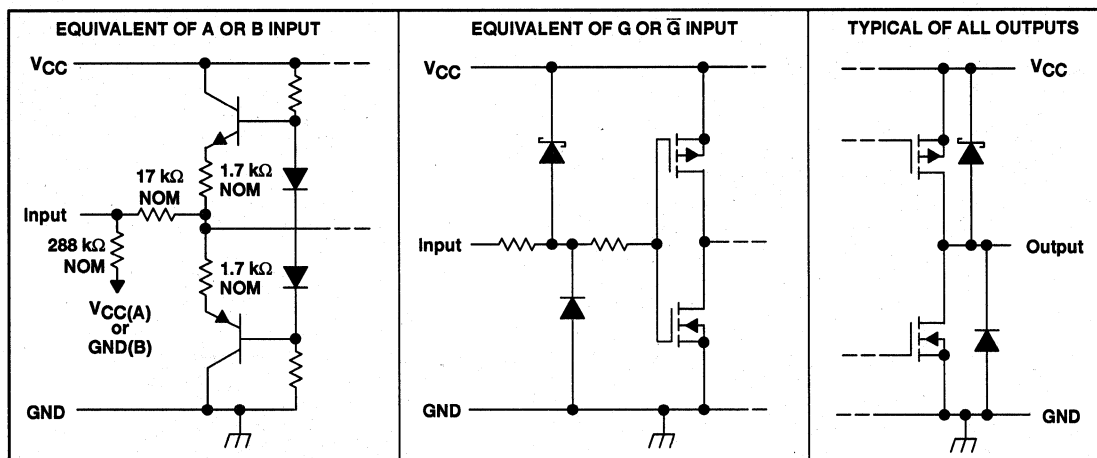 EQUIVALENT OF A OR B INPUT
VCC
17 kΩ
NOM
1.7 kΩ
NOM
Input
288 kΩ
NOM
1.7 kΩ
NOM
VCC(A)
or
GND(B)
GND
EQUIVALENT OF G OR G̅ INPUT
VCC
Input
GND
TYPICAL OF ALL OUTPUTS
VCC
Output
GND